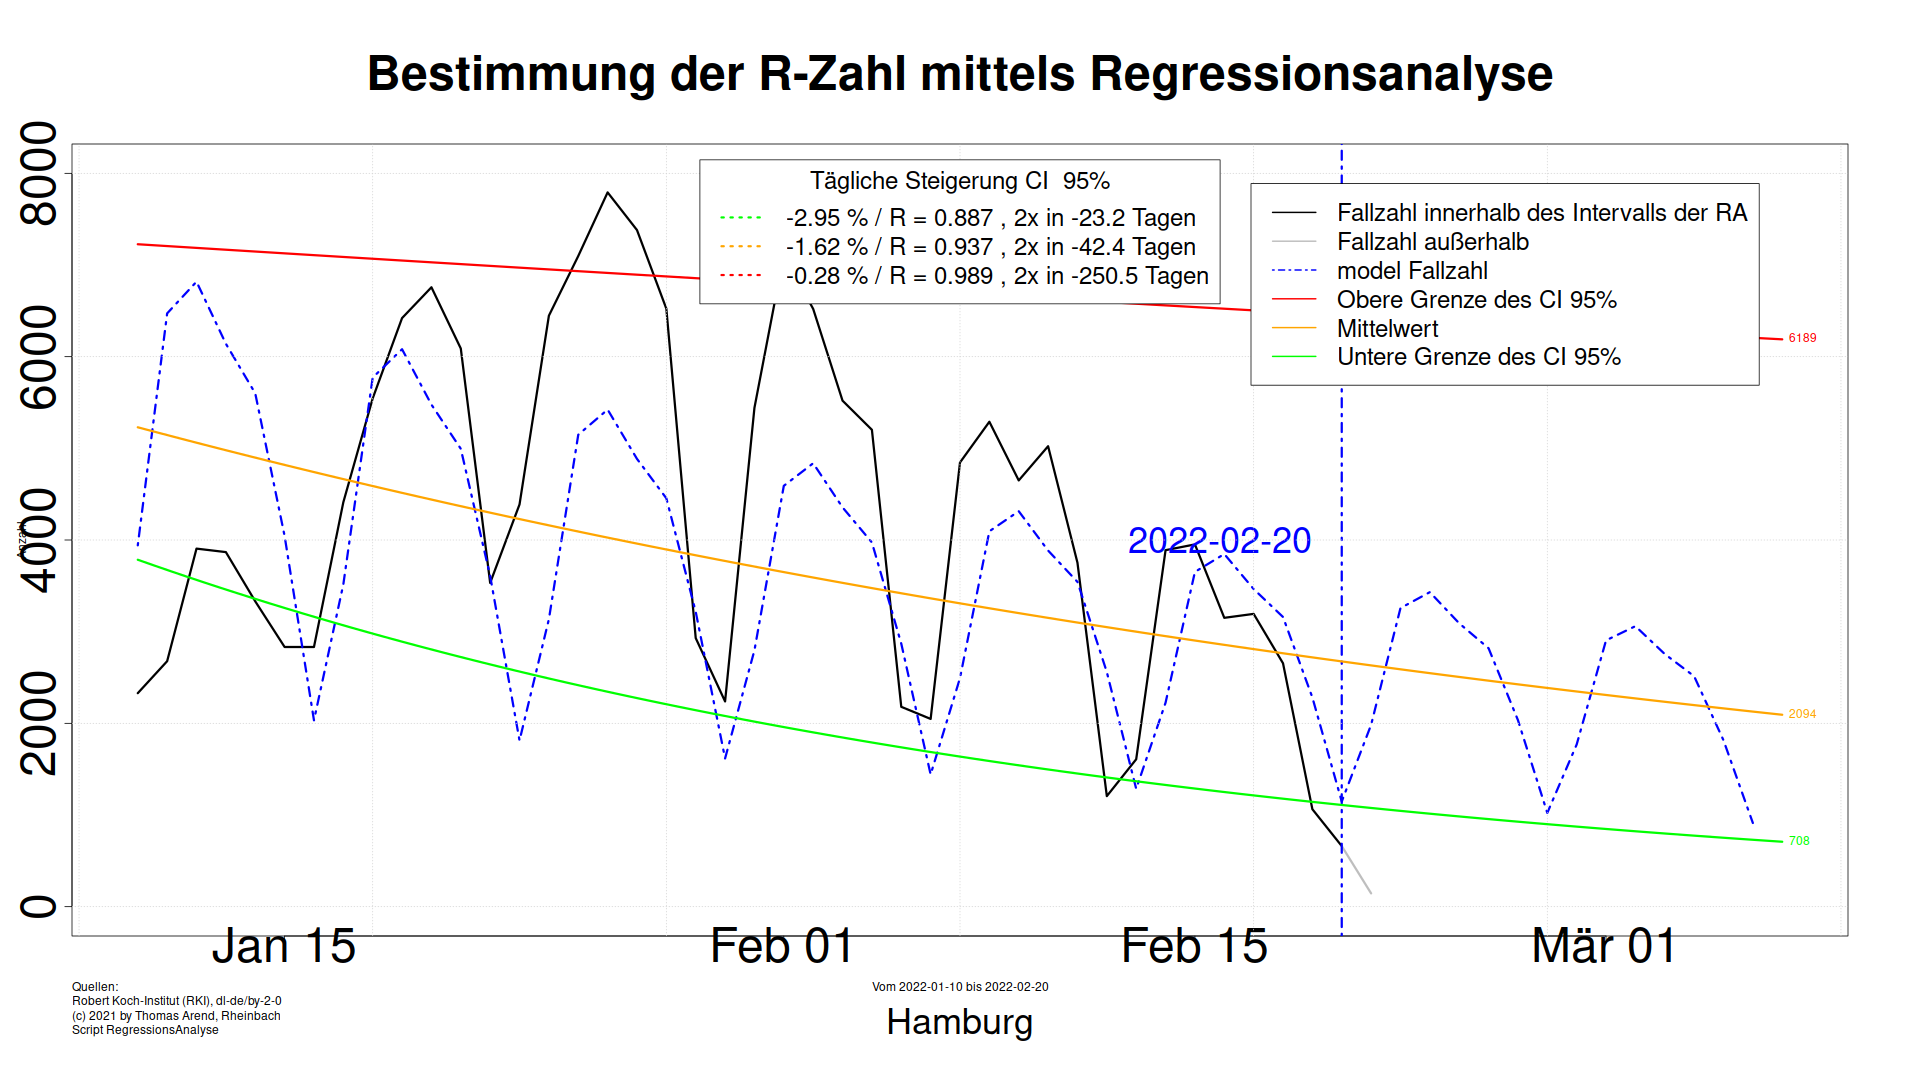 Bestimmung der R-Zahl mittels Regressionsanalyse
Anzahl
8000
6000
4000
2000
0
Tägliche Steigerung CI  95%
-2.95 % / R = 0.887 , 2x in -23.2 Tagen
-1.62 % / R = 0.937 , 2x in -42.4 Tagen
-0.28 % / R = 0.989 , 2x in -250.5 Tagen
Fallzahl innerhalb des Intervalls der RA
Fallzahl außerhalb
model Fallzahl
Obere Grenze des CI 95%
Mittelwert
Untere Grenze des CI 95%
6189
2022-02-20
2094
708
Jan 15
Feb 01
Feb 15
Mär 01
Quellen:
Robert Koch-Institut (RKI), dl-de/by-2-0
(c) 2021 by Thomas Arend, Rheinbach
Script RegressionsAnalyse
Vom 2022-01-10 bis 2022-02-20
Hamburg